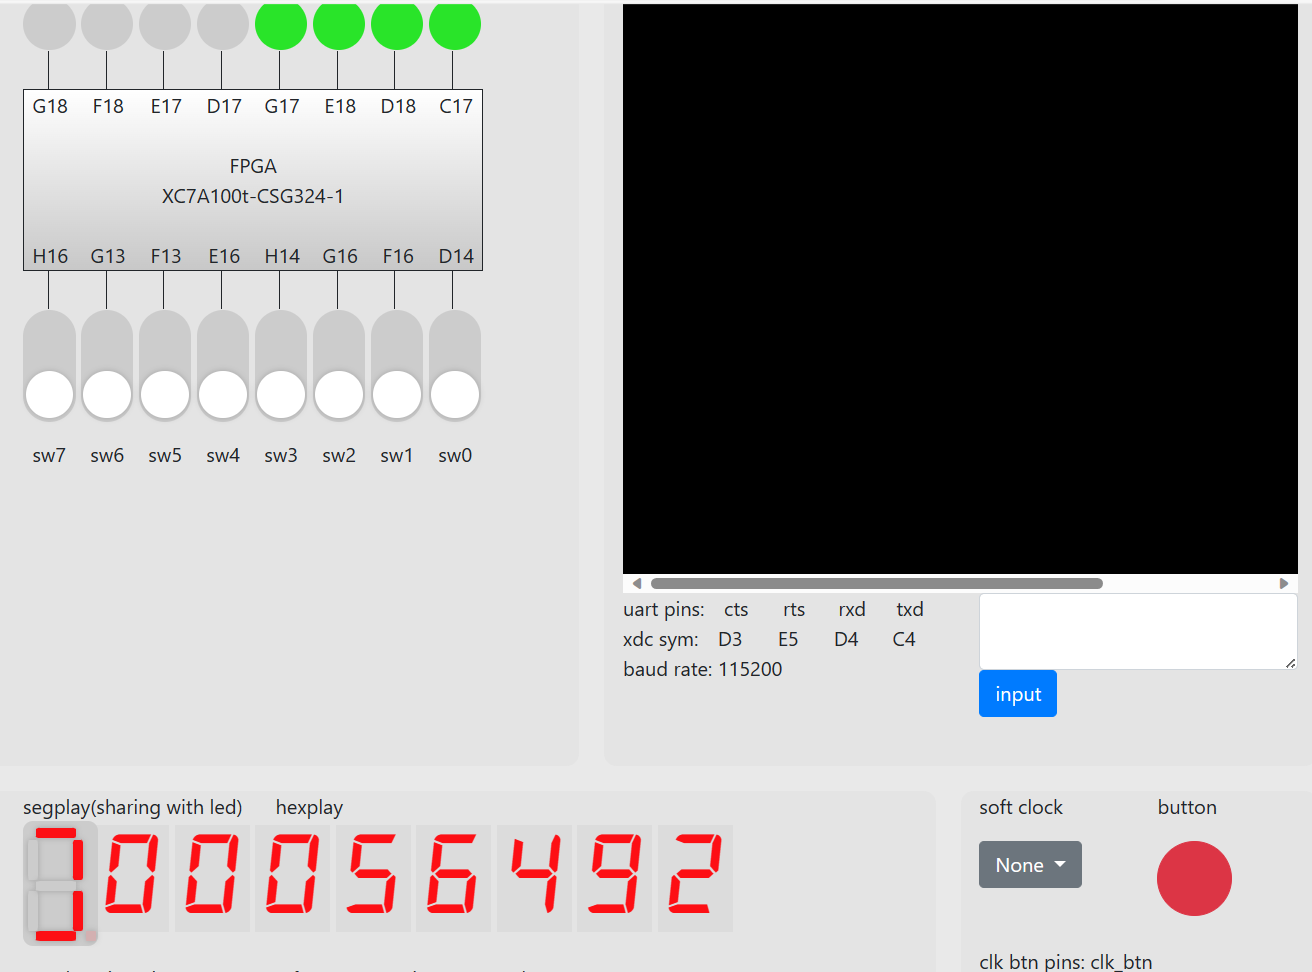 G18 F18 E17 D17 G17 E18 D18 C17
FPGA
XC7A100t-CSG324-1
H16 G13 F13 E16 H14 G16 F16 D14
sw7 sw6 sw5 sw4 sw3 sw2 sw1 sw0
uart pins: cts rts rxd txd
xdc sym: D3 E5 D4 C4
baud rate: 115200
input
segplay(sharing with led) hexplay
00056492
soft clock button
None
clk btn pins: clk_btn